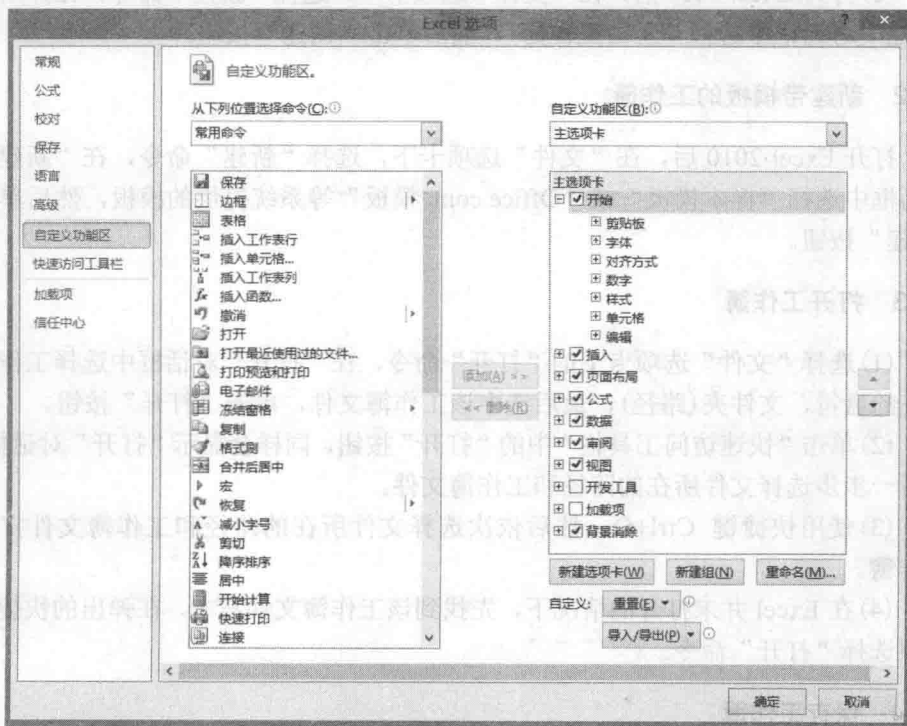 Excel 选项
?
×
常规
公式
校对
保存
语言
高级
自定义功能区
快速访问工具栏
加载项
信任中心
自定义功能区。
从下列位置选择命令(C):
常用命令
保存
边框
表格
插入工作表行
插入单元格...
插入工作表列
插入函数...
撤消
打开
打开最近使用过的文件...
打印预览和打印
电子邮件
冻结窗格
复制
格式刷
合并后居中
宏
恢复
减小字号
剪切
降序排序
居中
开始计算
快速打印
连接
添加(A) >>
<< 删除(R)
自定义功能区(B):
主选项卡
主选项卡
开始
剪贴板
字体
对齐方式
数字
样式
单元格
编辑
插入
页面布局
公式
数据
审阅
视图
开发工具
加载项
背景消除
新建选项卡(W) 新建组(N) 重命名(M)...
自定义: 重置(E)
导入/导出(P)
确定 取消